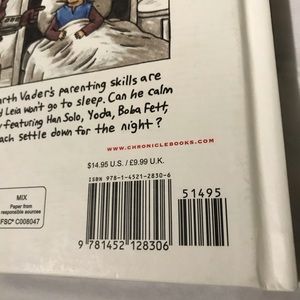 arth Vader's parenting skills are
d Leia won't go to sleep. Can he calm
y featuring Han Solo, Yoda, Boba Fett,
ach settle down for the night?
WWW.CHRONICLEBOOKS.COM
$14.95 U.S. / £9.99 U.K.
ISBN 978-1-4521-2830-6
51495
9 781452 128306
MIX
Paper from
responsible sources
FSC® C008047